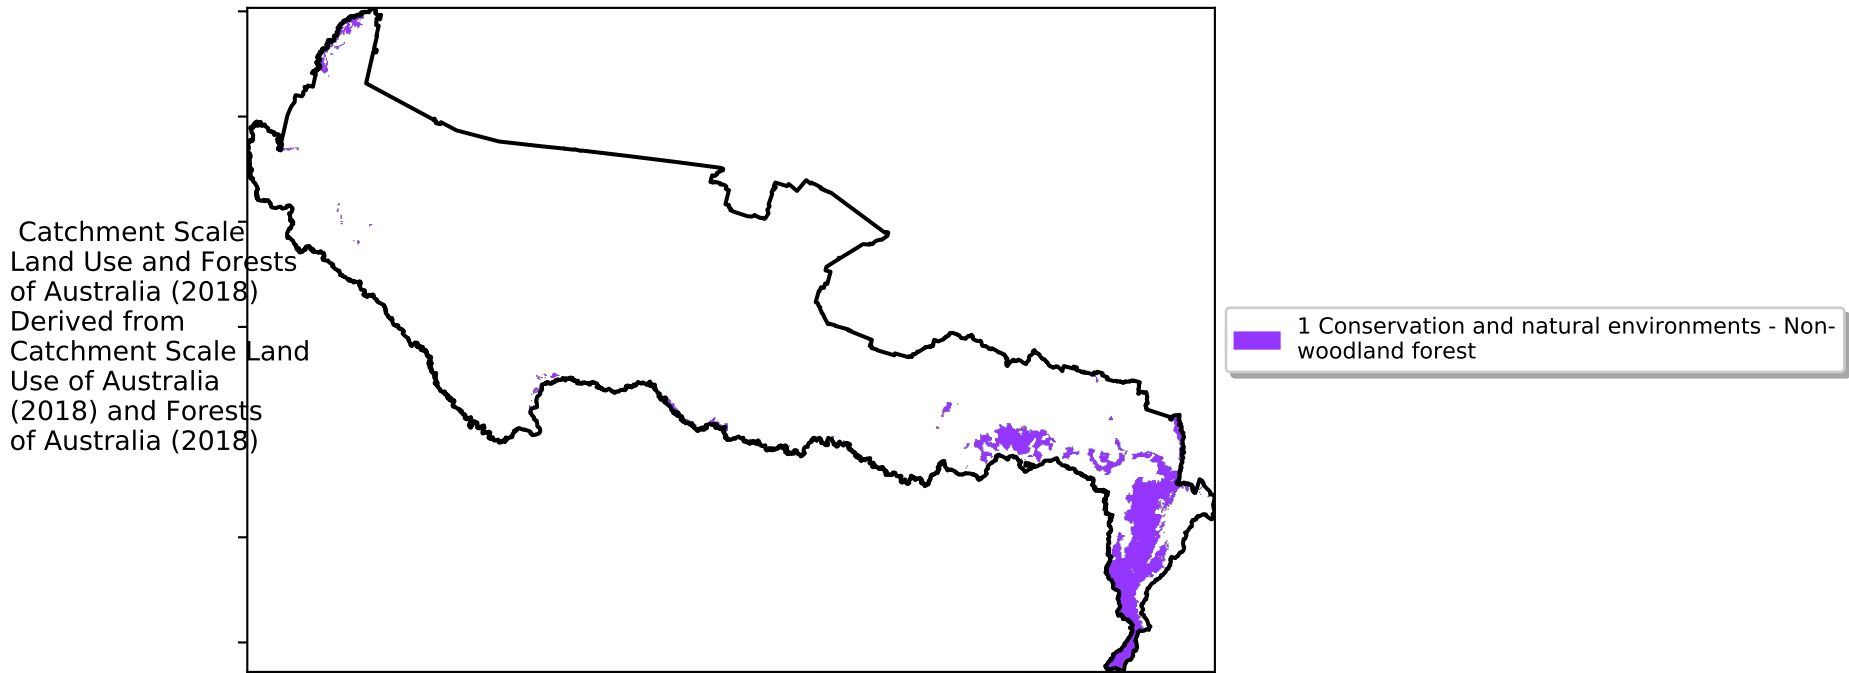 Catchment Scale
Land Use and Forests
of Australia (2018)
Derived from
Catchment Scale Land
Use of Australia
(2018) and Forests
of Australia (2018)
1 Conservation and natural environments - Non-
woodland forest